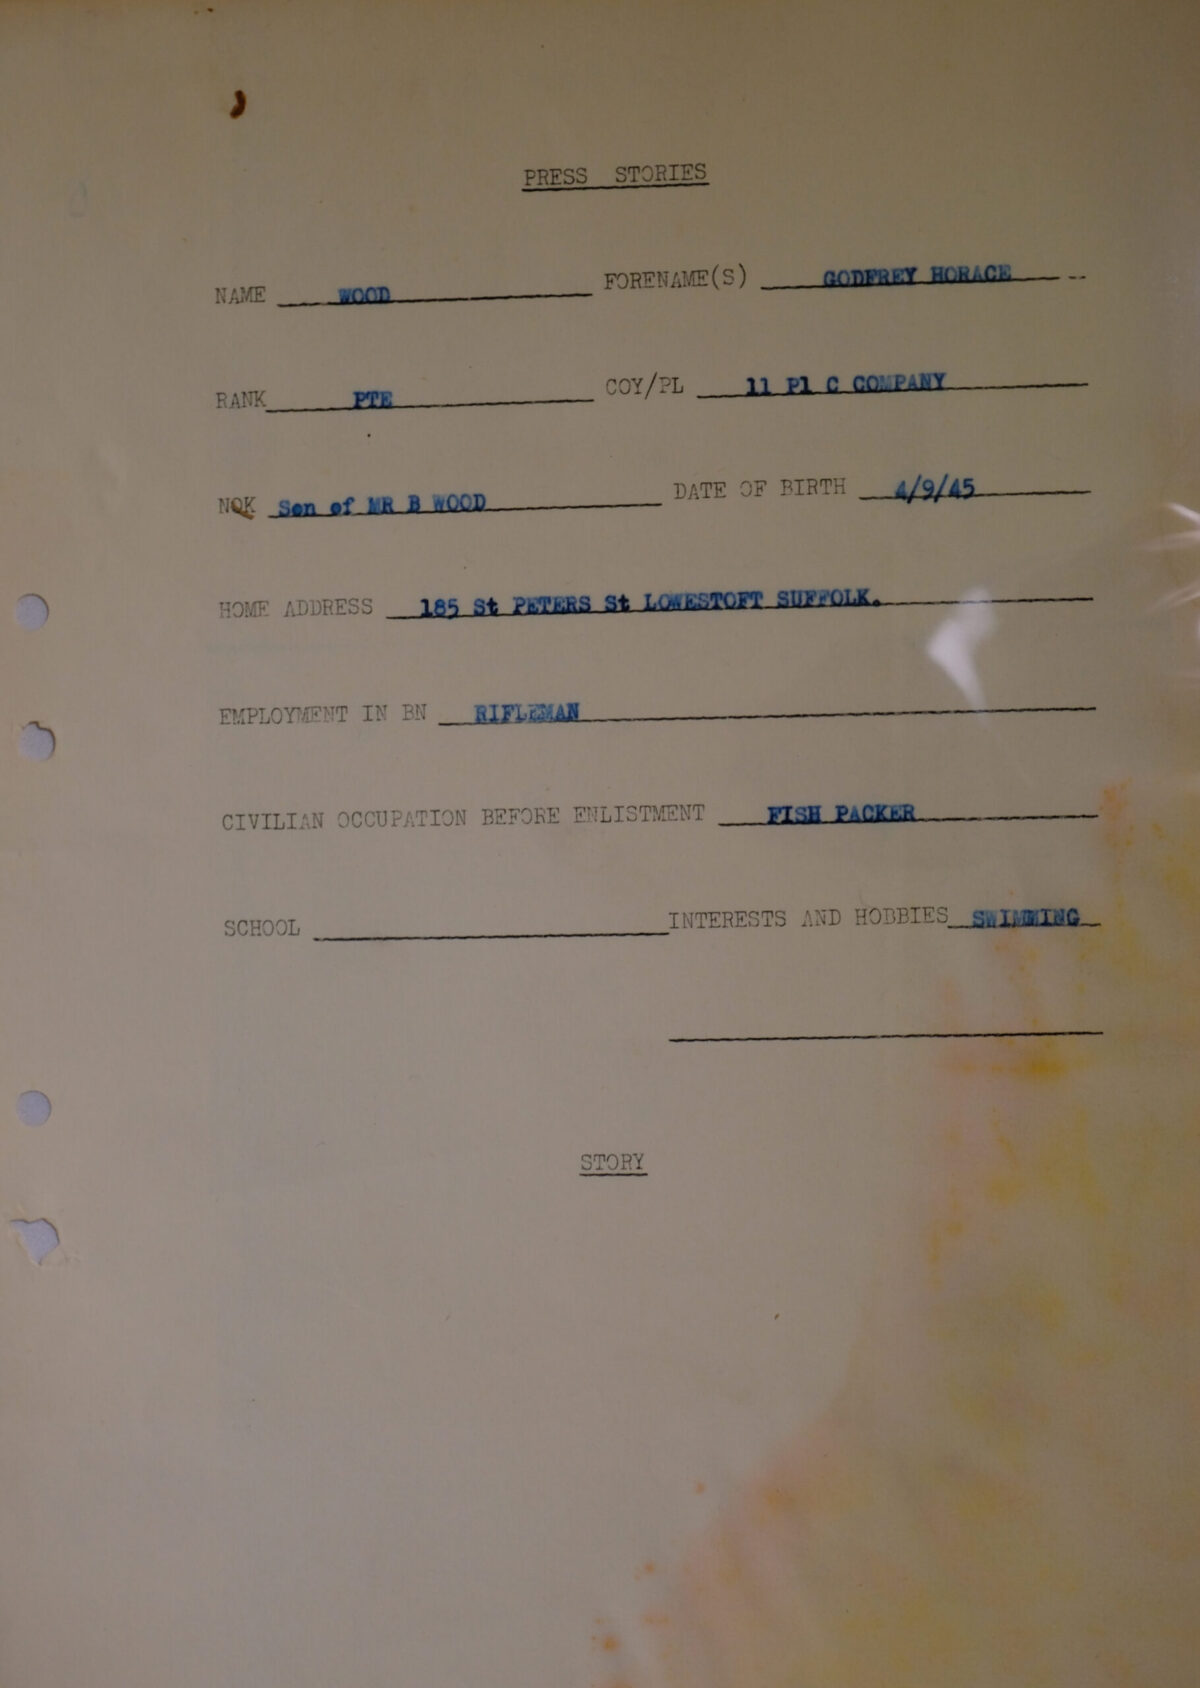 PRESS STORIES
NAME WOOD FORENAME(S) GODFREY HORACE
RANK PTE COY/PL 11 Pl C COMPANY
NOK Son of MR B WOOD DATE OF BIRTH 4/9/45
HOME ADDRESS 185 St PETERS St LOWESTOFT SUFFOLK.
EMPLOYMENT IN BN RIFLEMAN
CIVILIAN OCCUPATION BEFORE ENLISTMENT FISH PACKER
SCHOOL INTERESTS AND HOBBIES SWIMMING
STORY